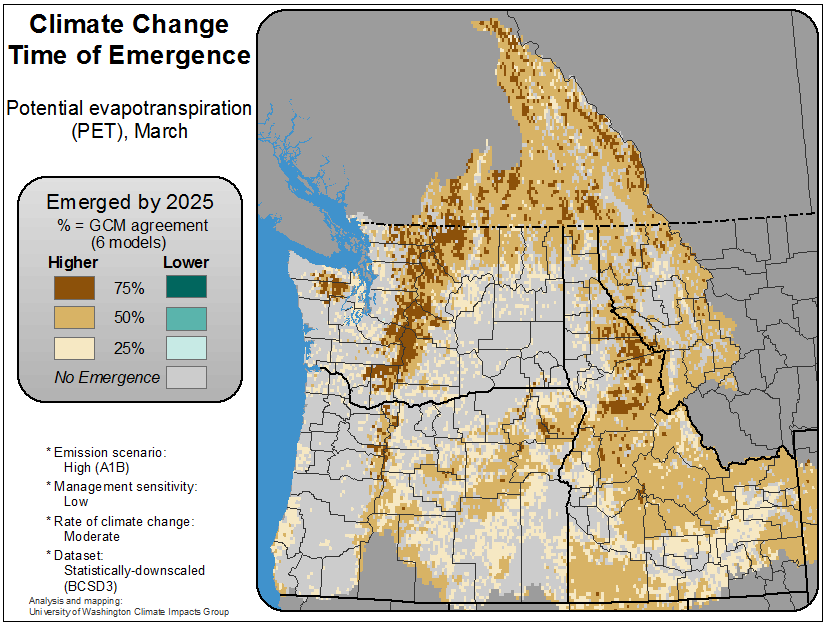 Climate Change
Time of Emergence
Potential evapotranspiration
(PET), March
Emerged by 2025
% = GCM agreement
(6 models)
Higher Lower
75%
50%
25%
No Emergence
* Emission scenario:
High (A1B)
* Management sensitivity:
Low
* Rate of climate change:
Moderate
* Dataset:
Statistically-downscaled
(BCSD3)
Analysis and mapping:
University of Washington Climate Impacts Group